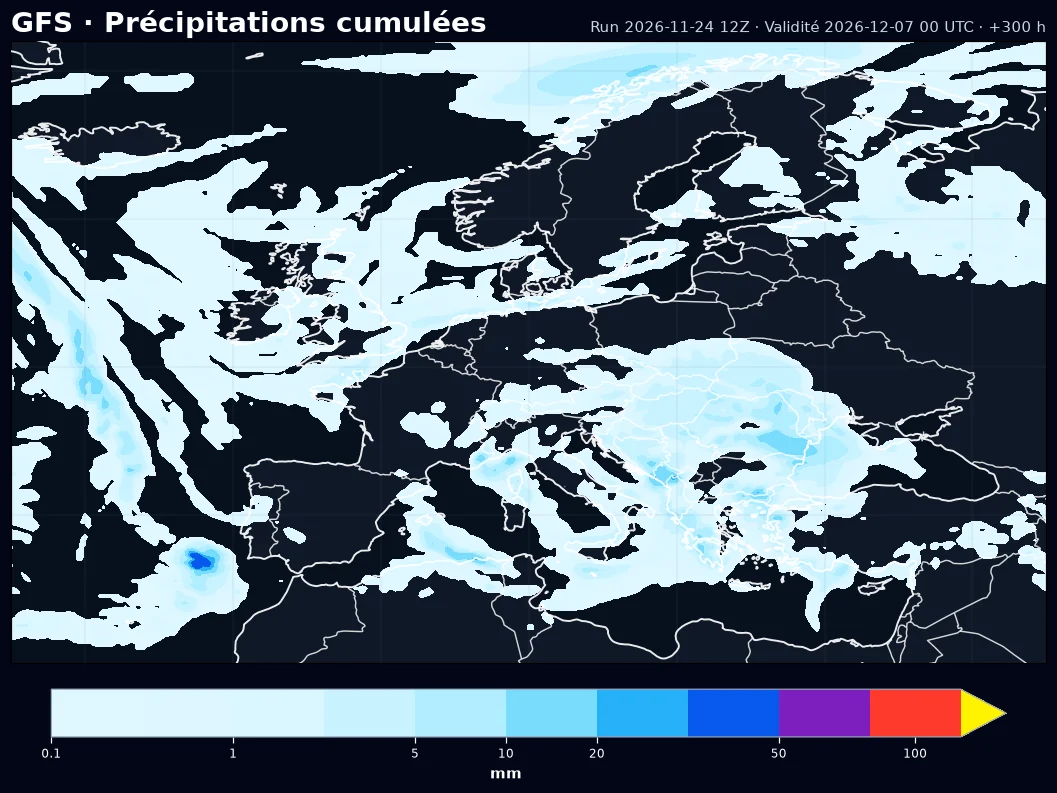 GFS · Précipitations cumulées
Run 2026-11-24 12Z · Validité 2026-12-07 00 UTC · +300 h
0.1 1 5 10 20 50 100
mm